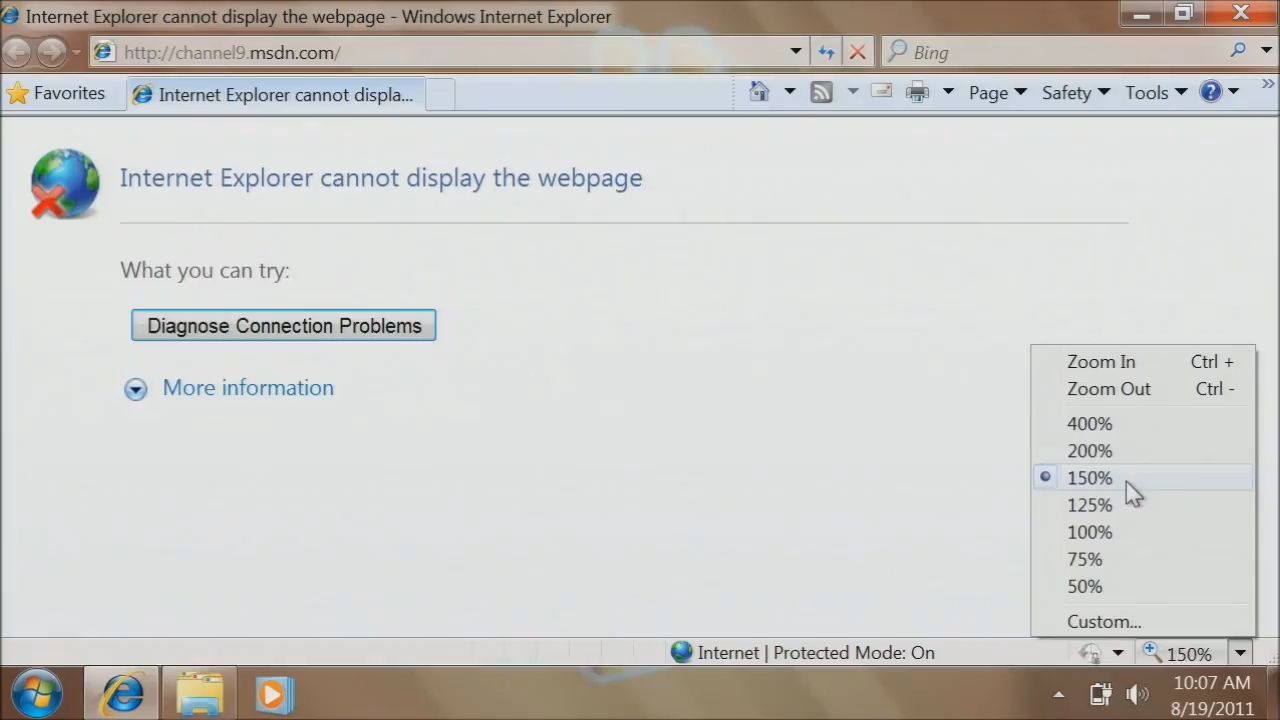 Internet Explorer cannot display the webpage - Windows Internet Explorer
http://channel9.msdn.com/
Bing
Favorites
Internet Explorer cannot displa...
Page
Safety
Tools
Internet Explorer cannot display the webpage
What you can try:
Diagnose Connection Problems
More information
Zoom In Ctrl +
Zoom Out Ctrl -
400%
200%
150%
125%
100%
75%
50%
Custom...
Internet | Protected Mode: On
150%
10:07 AM
8/19/2011